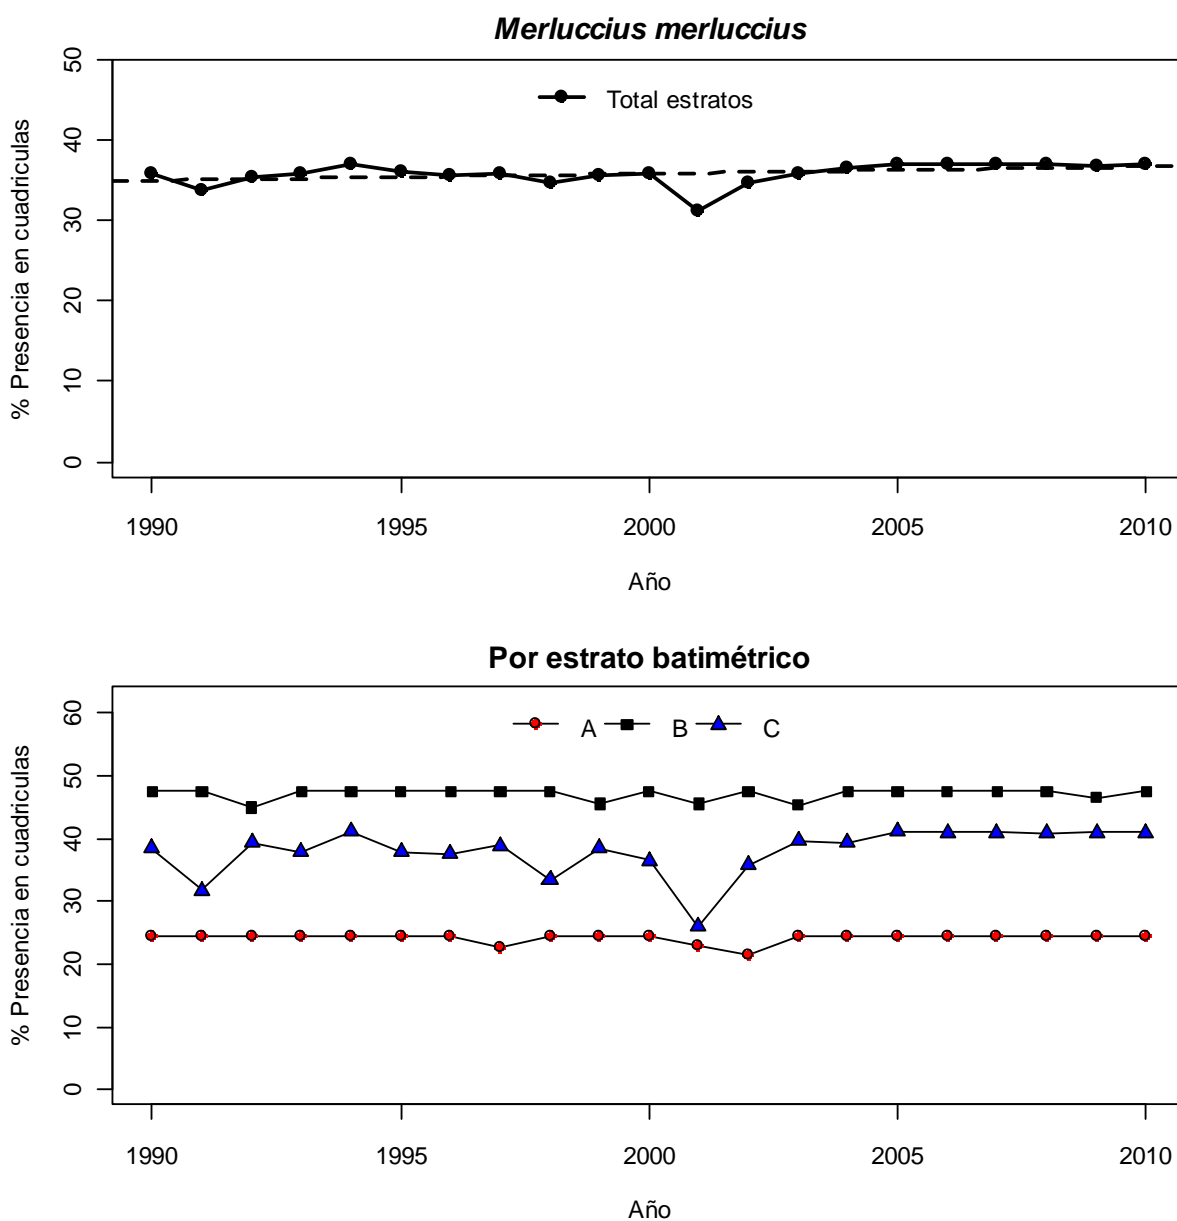 Merluccius merluccius
50
40
30
20
10
0
% Presencia en cuadriculas
Total estratos
1990 1995 2000 2005 2010
Año
Por estrato batimétrico
60
50
40
30
20
10
0
% Presencia en cuadriculas
A B C
1990 1995 2000 2005 2010
Año